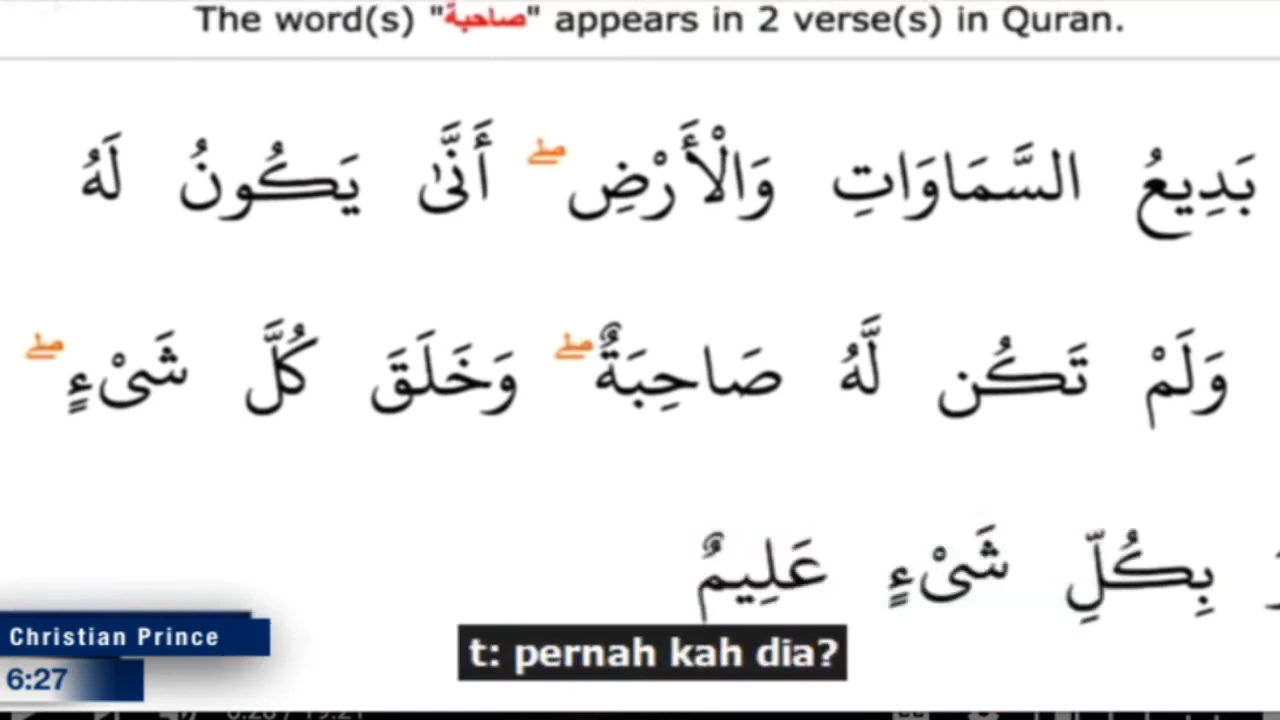 The word(s) "صاحبة" appears in 2 verse(s) in Quran.
بَدِيعُ السَّمَاوَاتِ وَالْأَرْضِ ۖ أَنَّىٰ يَكُونُ لَهُ
وَلَمْ تَكُن لَّهُ صَاحِبَةٌ ۖ وَخَلَقَ كُلَّ شَىْءٍ ۖ
بِكُلِّ شَىْءٍ عَلِيمٌ
Christian Prince
t: pernah kah dia?
6:27